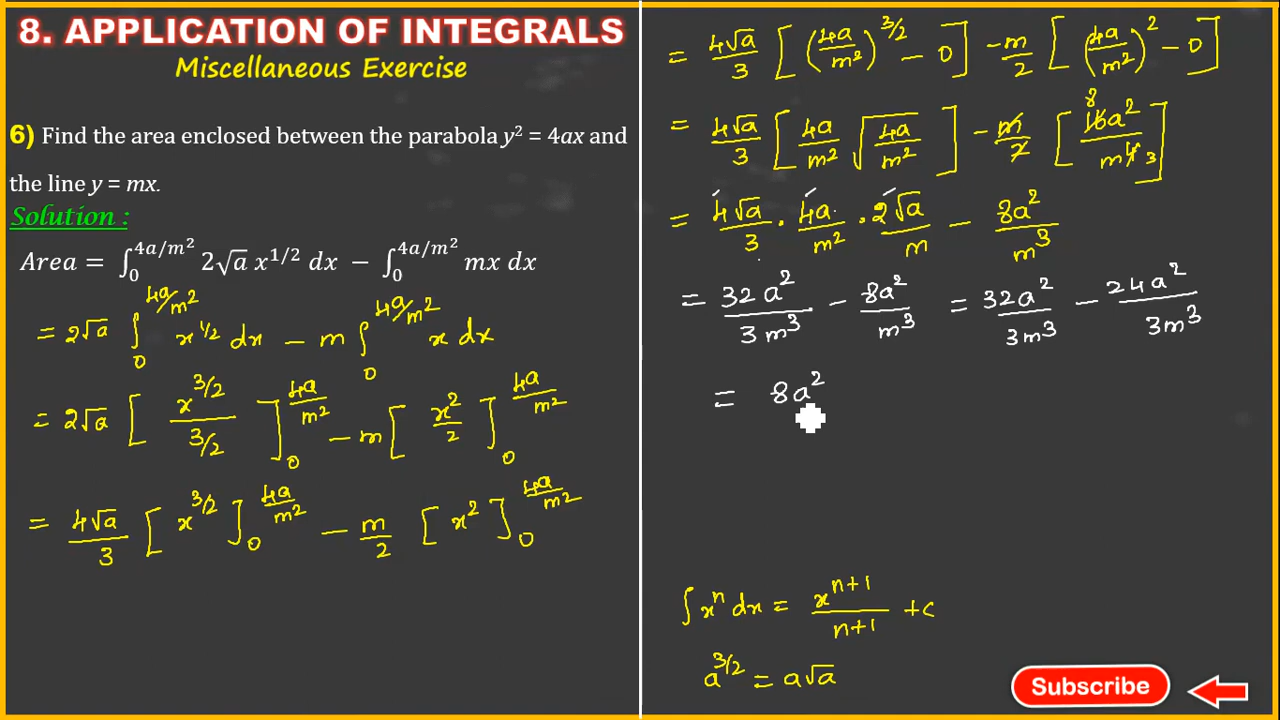 8. APPLICATION OF INTEGRALS
Miscellaneous Exercise
6) Find the area enclosed between the parabola y² = 4ax and
the line y = mx.
Solution :
Area = ∫₀^{4a/m²} 2√a x^{1/2} dx − ∫₀^{4a/m²} mx dx
= 2√a ∫₀^{4a/m²} x^{1/2} dx − m ∫₀^{4a/m²} x dx
= 2√a [ x^{3/2} / (3/2) ]₀^{4a/m²} − m [ x²/2 ]₀^{4a/m²}
= 4√a/3 [ x^{3/2} ]₀^{4a/m²} − m/2 [ x² ]₀^{4a/m²}
= 4√a/3 [ (4a/m²)^{3/2} − 0 ] − m/2 [ (4a/m²)² − 0 ]
= 4√a/3 [ 4a/m² √(4a/m²) ] − m/2 [ 8 16a²/m⁴ 3 ]
= 4√a/3 · 4a/m² · 2√a/m − 8a²/m³
= 32a²/3m³ − 8a²/m³ = 32a²/3m³ − 24a²/3m³
= 8a²
∫ xⁿ dx = x^{n+1}/(n+1) + c
a^{3/2} = a√a
Subscribe